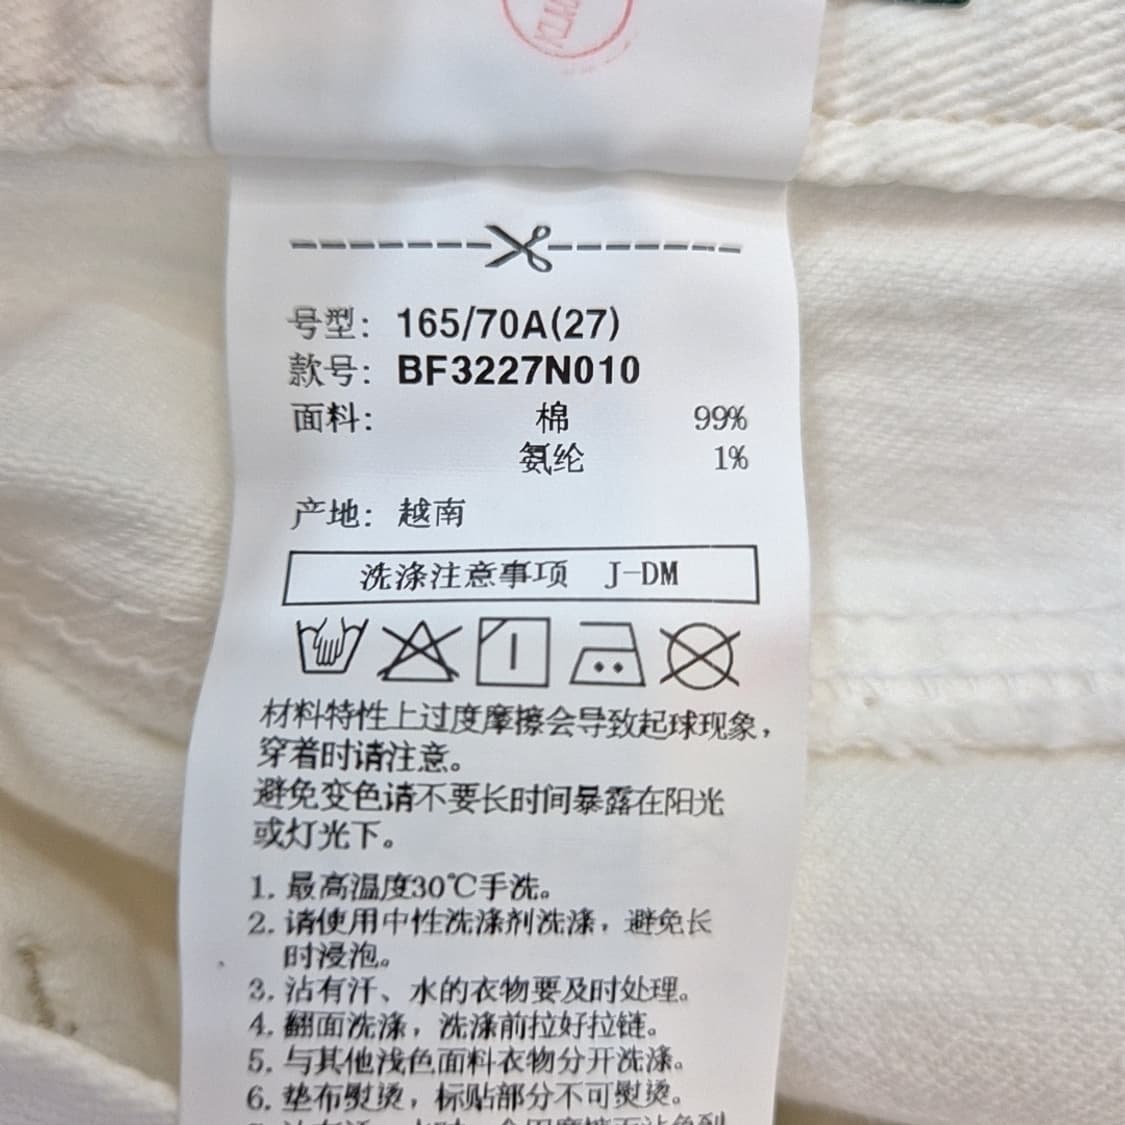 号型: 165/70A(27)
款号: BF3227N010
面料: 棉 99%
氨纶 1%
产地: 越南
洗涤注意事项 J-DM
材料特性上过度摩擦会导致起球现象，
穿着时请注意。
避免变色请不要长时间暴露在阳光
或灯光下。
1. 最高温度30℃手洗。
2. 请使用中性洗涤剂洗涤，避免长
时浸泡。
3. 沾有汗、水的衣物要及时处理。
4. 翻面洗涤，洗涤前拉好拉链。
5. 与其他浅色面料衣物分开洗涤。
6. 垫布熨烫，标贴部分不可熨烫。